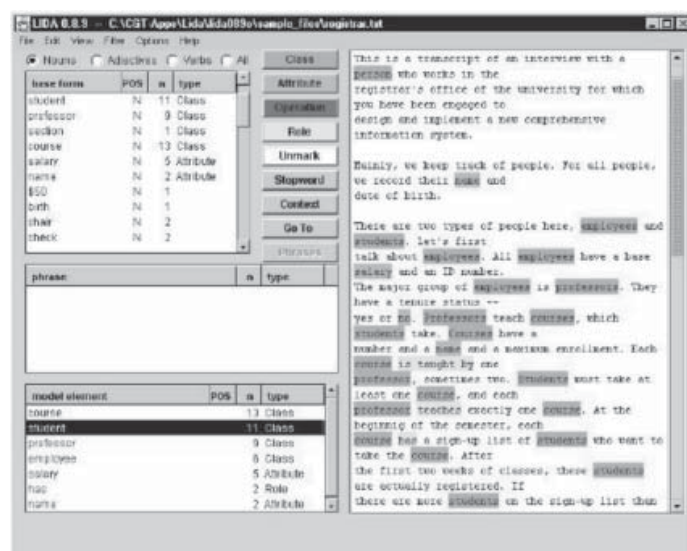 LIDA 0.8.9 -- C:\CGT Apps\Lida\lida089o\sample_files\registrar.txt
File Edit View Filter Options Help
Nouns Adjectives Verbs All
base form POS n type
student N 11 Class
professor N 9 Class
section N 1 Class
course N 13 Class
salary N 5 Attribute
name N 2 Attribute
$50 N 1
birth N 1
chair N 2
check N 2
phrase n type
model element POS n type
course 13 Class
student 11 Class
professor 9 Class
employee 8 Class
salary 5 Attribute
has 2 Role
name 2 Attribute
Class
Attribute
Operation
Role
Unmark
Stopword
Context
Go To
Phrases
This is a transcript of an interview with a
person who works in the
registrar's office of the university for which
you have been engaged to
design and implement a new comprehensive
information system.
Mainly, we keep track of people. For all people,
we record their name and
date of birth.
There are two types of people here, employees and
students. Let's first
talk about employees. All employees have a base
salary and an ID number.
The major group of employees is professors. They
have a tenure status --
yes or no. Professors teach courses, which
students take. Courses have a
number and a name and a maximum enrollment. Each
course is taught by one
professor, sometimes two. Students must take at
least one course, and each
professor teaches exactly one course. At the
beginnig of the semester, each
course has a sign-up list of students who want to
take the course. After
the first two weeks of classes, these students
are actually registered. If
there are more students on the sign-up list than